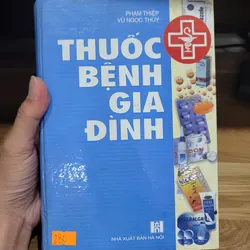 PHẠM THIỆP
VŨ NGỌC THÚY
THUỐC
BỆNH
GIA
ĐÌNH
NHÀ XUẤT BẢN HÀ NỘI